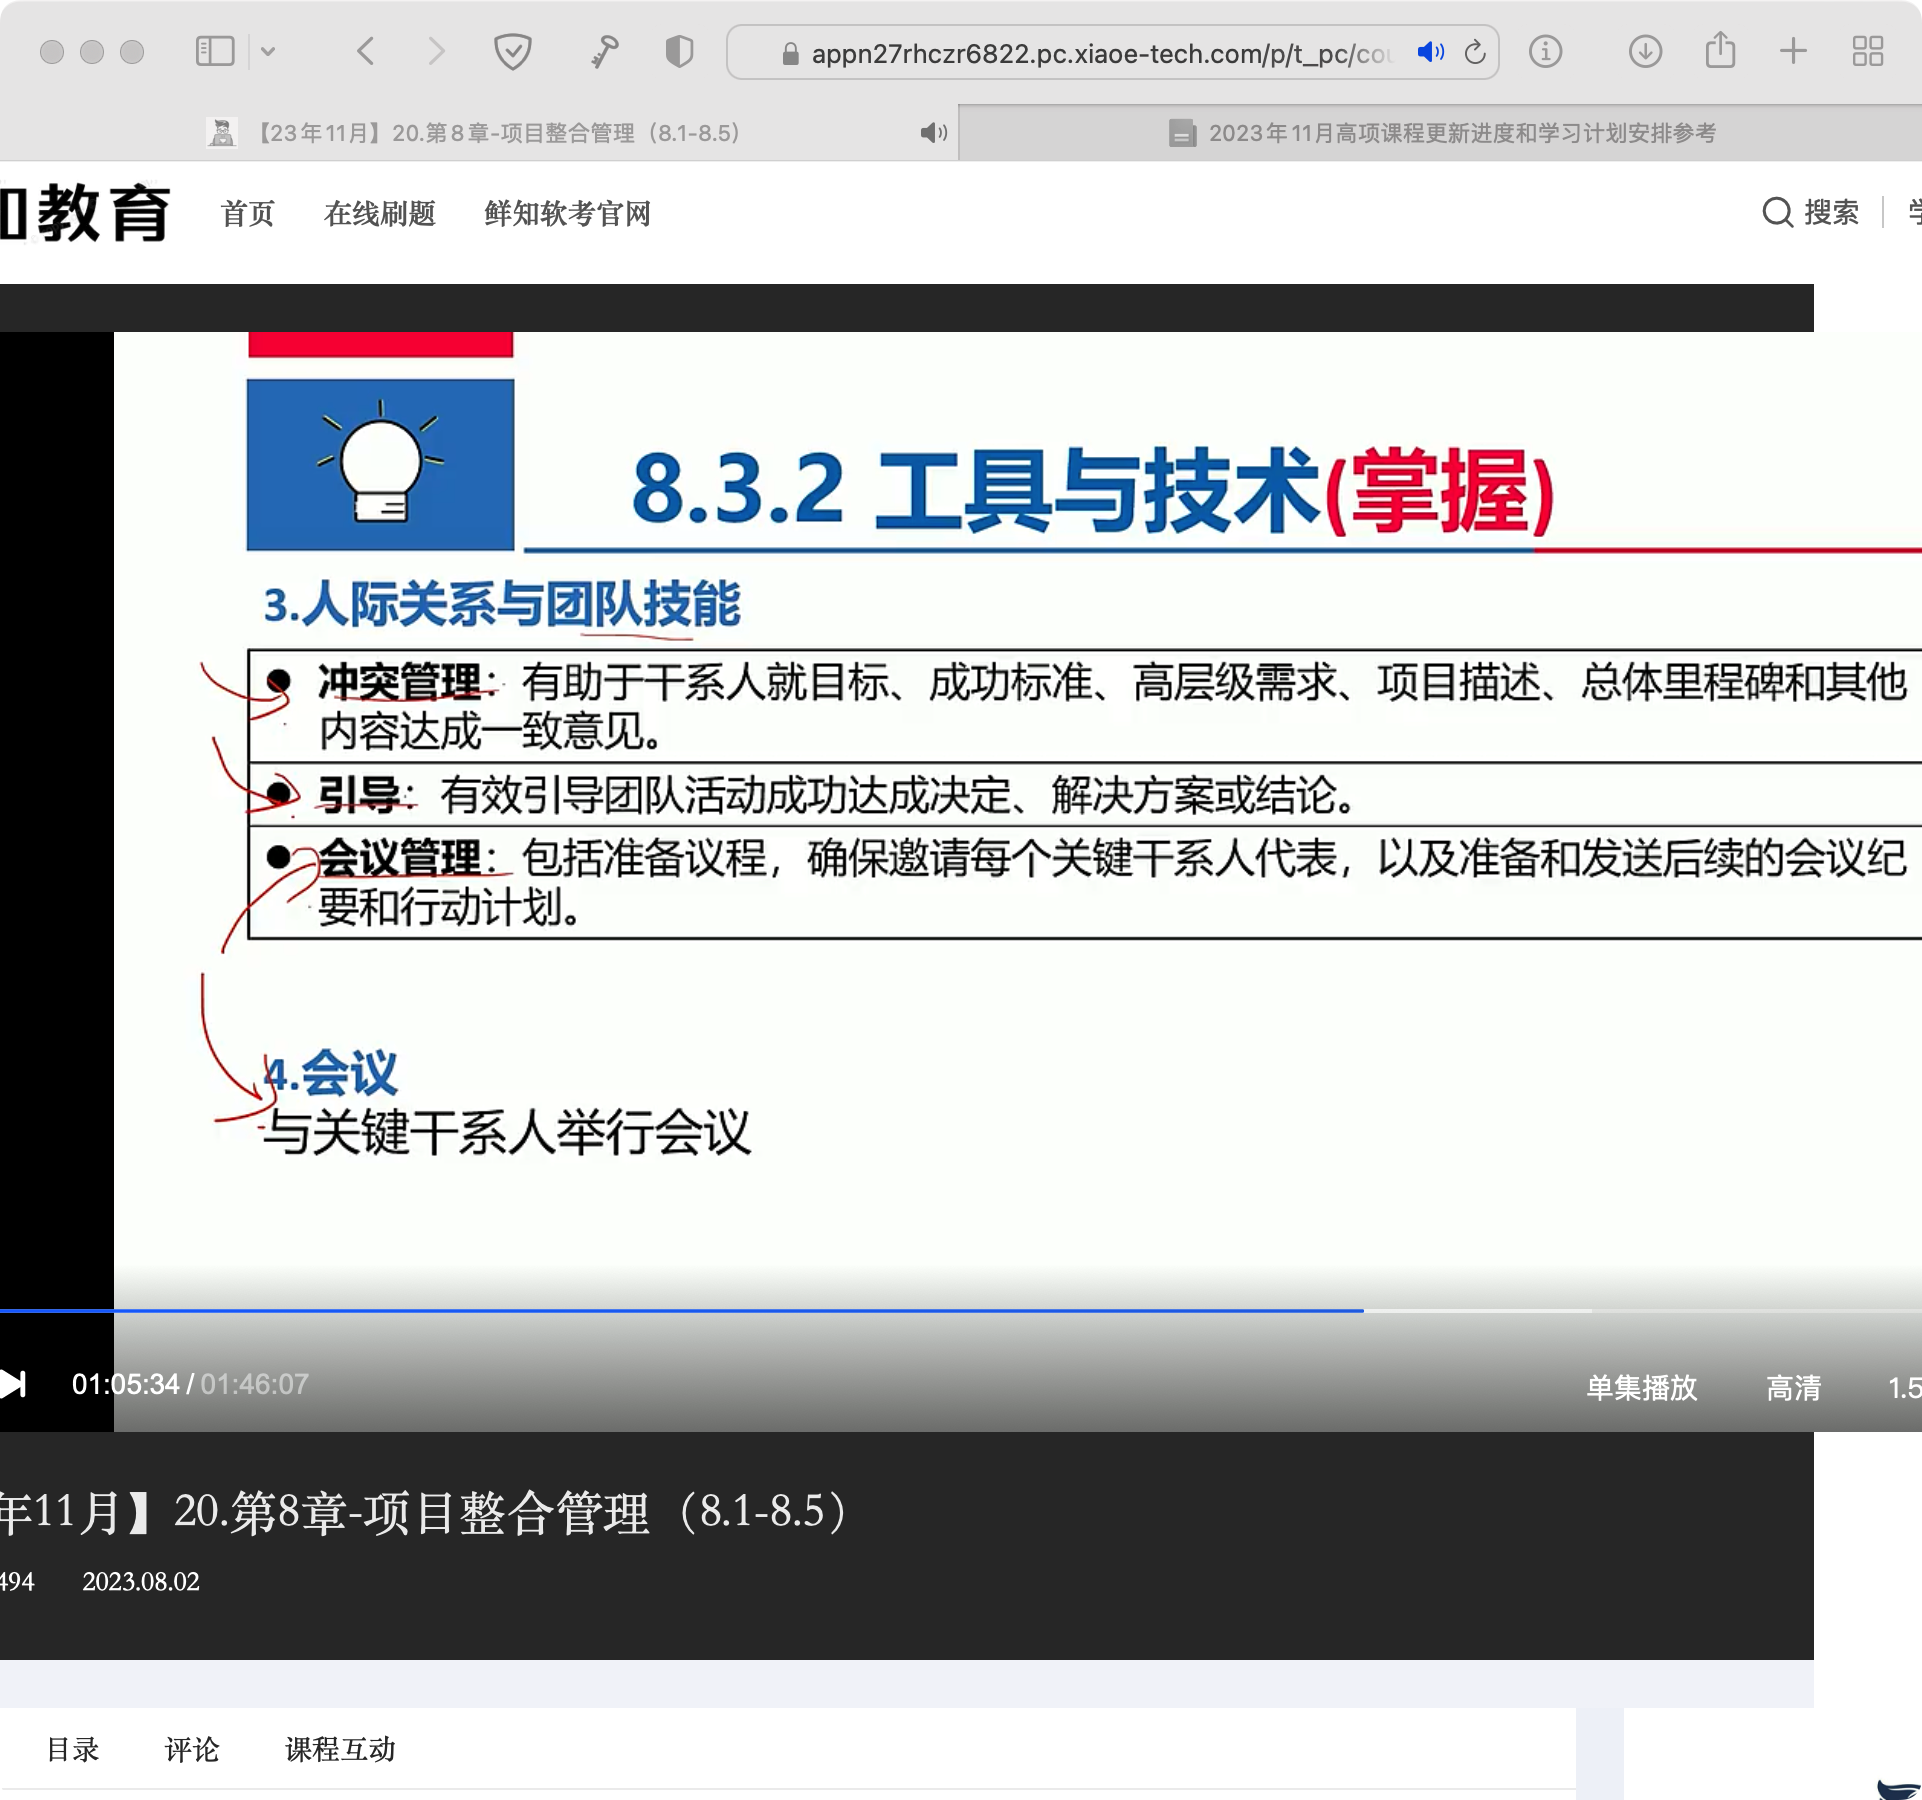 appn27rhczr6822.pc.xiaoe-tech.com/p/t_pc/cou
【23年11月】20.第8章-项目整合管理（8.1-8.5）
2023年11月高项课程更新进度和学习计划安排参考
教育
首页 在线刷题 鲜知软考官网
搜索
8.3.2 工具与技术(掌握)
3.人际关系与团队技能
● 冲突管理：有助于干系人就目标、成功标准、高层级需求、项目描述、总体里程碑和其他
内容达成一致意见。
● 引导：有效引导团队活动成功达成决定、解决方案或结论。
● 会议管理：包括准备议程，确保邀请每个关键干系人代表，以及准备和发送后续的会议纪
要和行动计划。
4.会议
与关键干系人举行会议
01:05:34 / 01:46:07
单集播放 高清 1.5
年11月】20.第8章-项目整合管理（8.1-8.5）
494 2023.08.02
目录 评论 课程互动